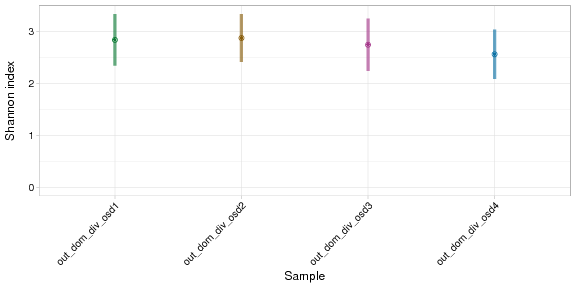 Shannon index
3
2
1
0
out_dom_div_osd1
out_dom_div_osd2
out_dom_div_osd3
out_dom_div_osd4
Sample